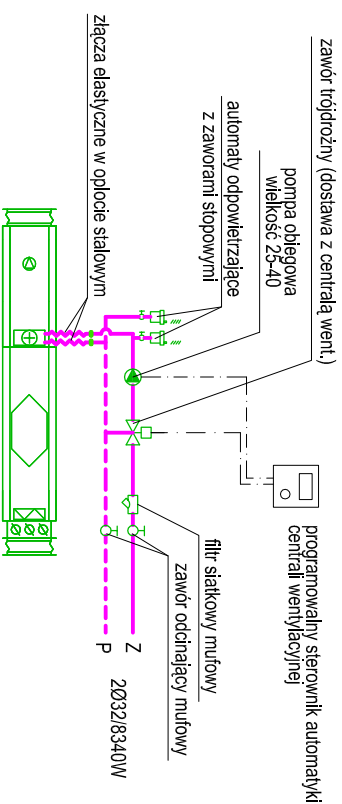 zawór trójdrożny (dostawa z centralą went.)
pompa obiegowa
wielkość 25-40
automaty odpowietrzające
z zaworami stopowymi
złącza elastyczne w oplocie stalowym
programowalny sterownik automatyki
centrali wentylacyjnej
filtr siatkowy mufowy
zawór odcinający mufowy
Z
P
2Ø32/8340W